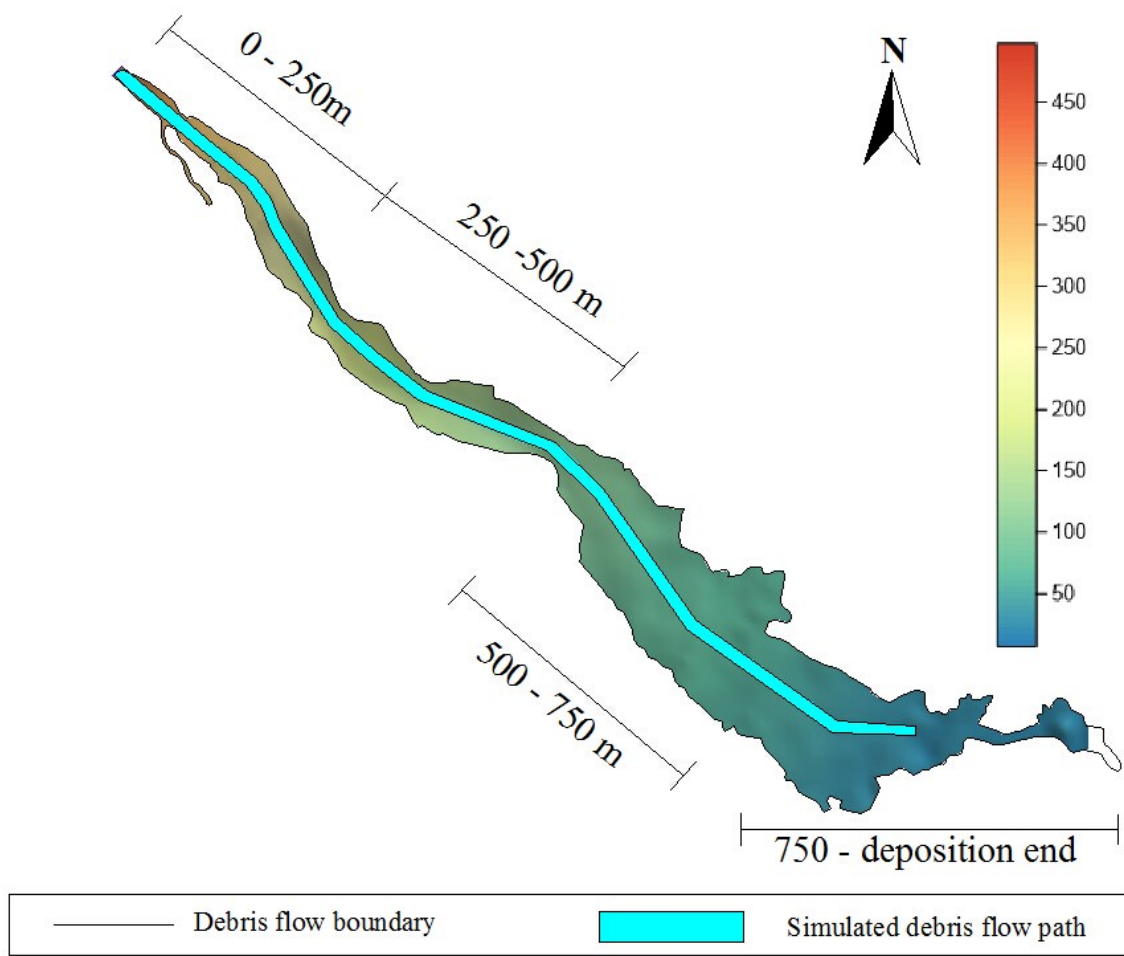 0 - 250m
N
250 -500 m
450
400
350
300
250
200
150
100
50
500 - 750 m
750 - deposition end
Debris flow boundary
Simulated debris flow path